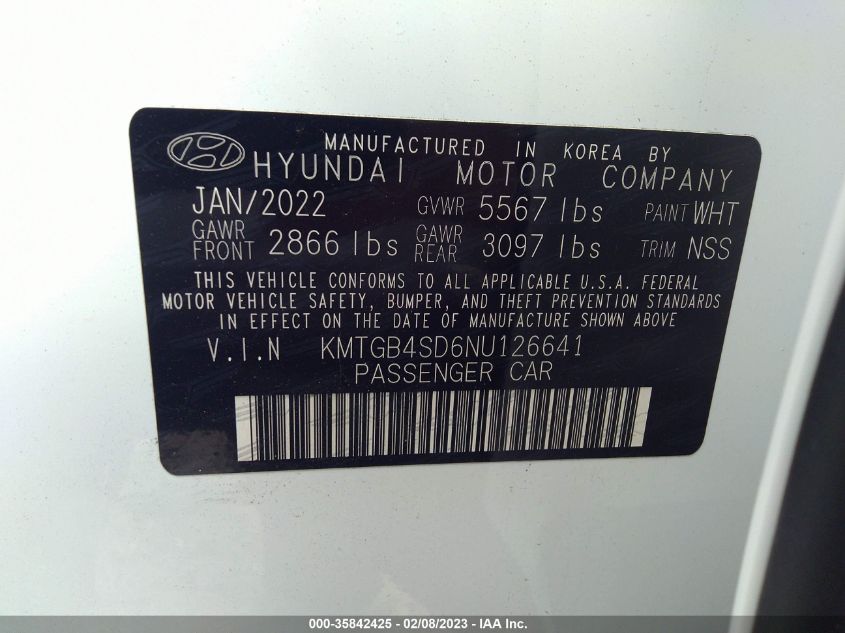 MANUFACTURED IN KOREA BY
HYUNDAI MOTOR COMPANY
JAN/2022 GVWR 5567 lbs PAINT WHT
GAWR FRONT 2866 lbs GAWR REAR 3097 lbs TRIM NSS
THIS VEHICLE CONFORMS TO ALL APPLICABLE U.S.A. FEDERAL
MOTOR VEHICLE SAFETY, BUMPER, AND THEFT PREVENTION STANDARDS
IN EFFECT ON THE DATE OF MANUFACTURE SHOWN ABOVE
V.I.N KMTGB4SD6NU126641
PASSENGER CAR
000-35842425 - 02/08/2023 - IAA Inc.